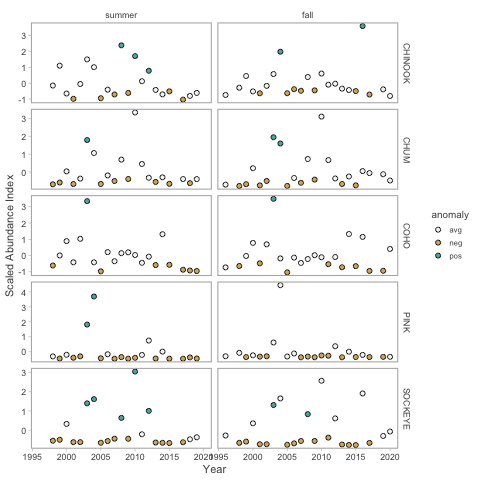 summer fall
3
2
1
0
-1
CHINOOK
3
2
1
0
CHUM
3
2
1
0
-1
COHO
4
3
2
1
0
PINK
3
2
1
0
SOCKEYE
1995 2000 2005 2010 2015 2020 1995 2000 2005 2010 2015 2020
Year
Scaled Abundance Index
anomaly
avg
neg
pos